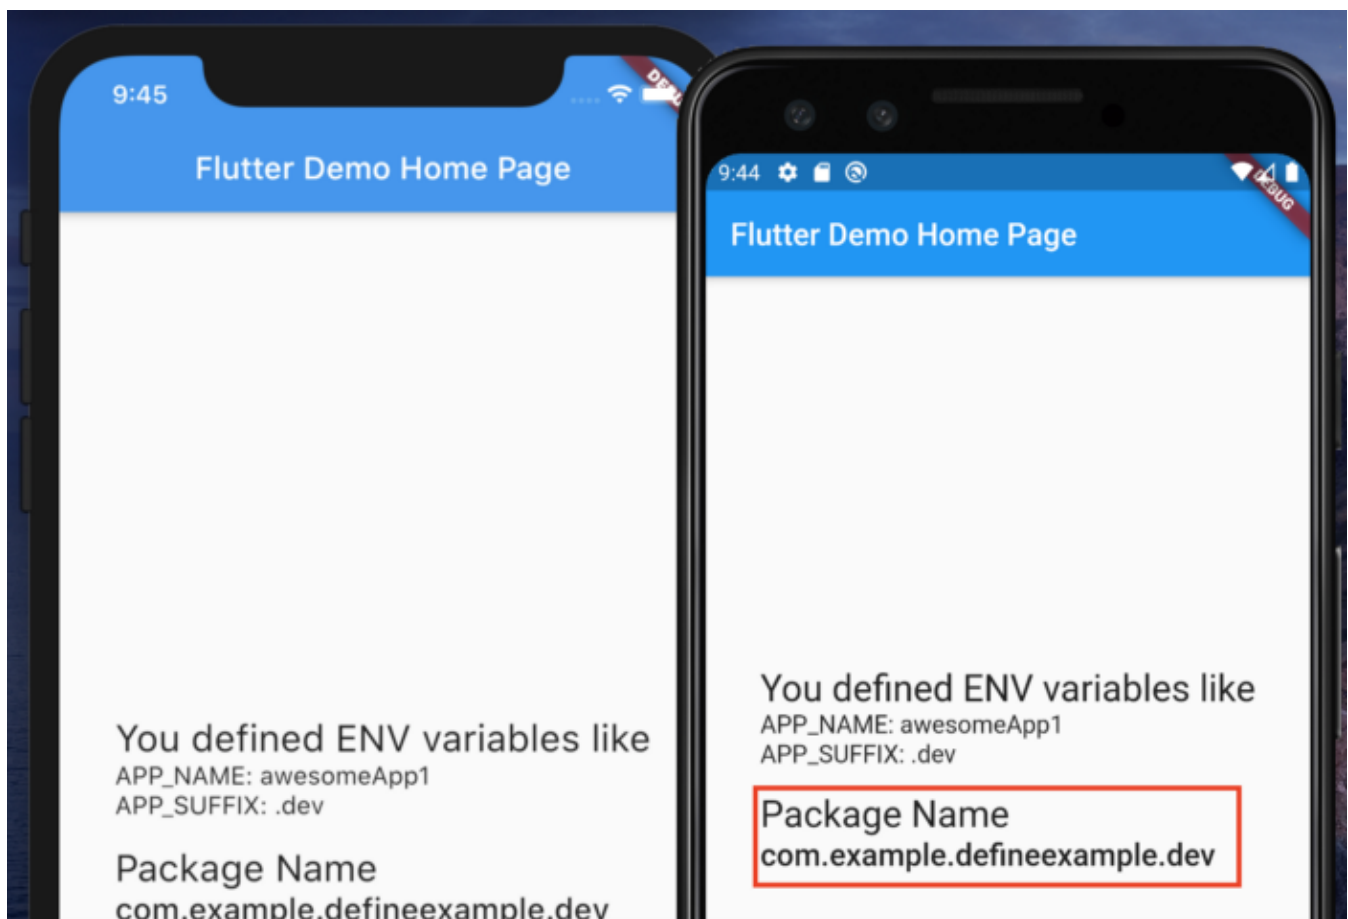 9:45
DEBU
Flutter Demo Home Page
You defined ENV variables like
APP_NAME: awesomeApp1
APP_SUFFIX: .dev
Package Name
com.example.defineexample.dev
9:44
DEBUG
Flutter Demo Home Page
You defined ENV variables like
APP_NAME: awesomeApp1
APP_SUFFIX: .dev
Package Name
com.example.defineexample.dev